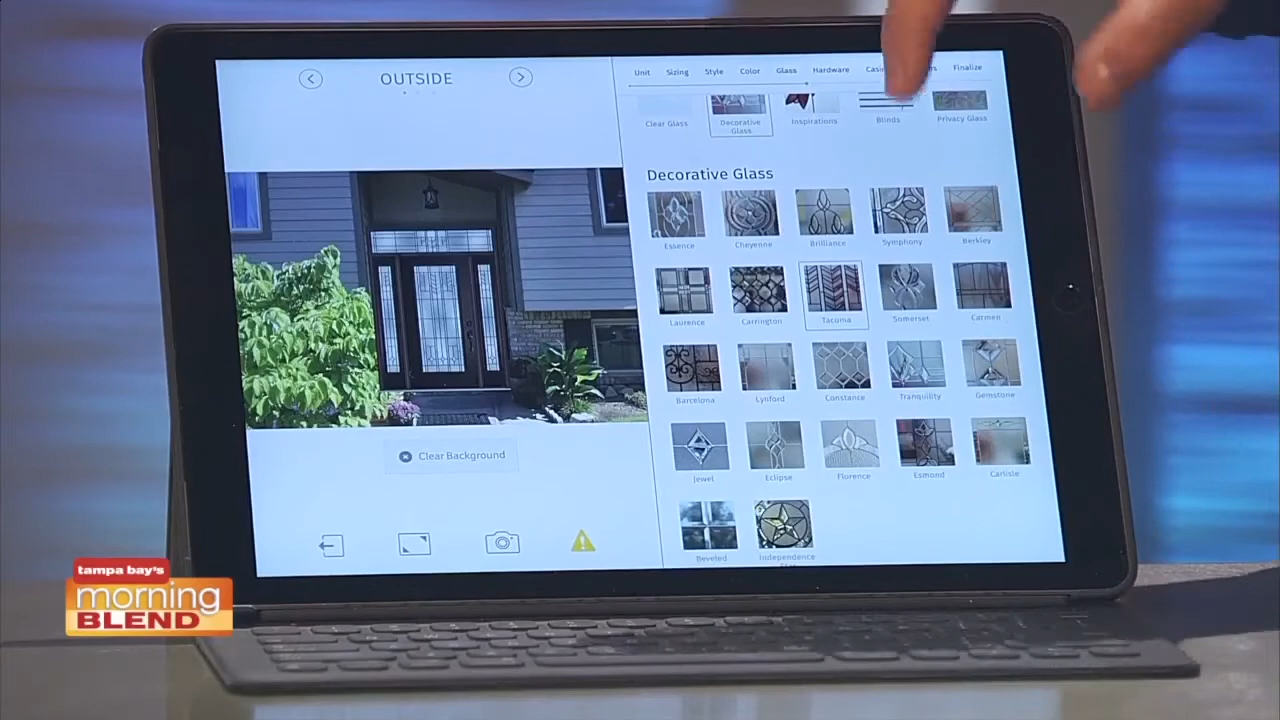 OUTSIDE
Unit Sizing Style Color Glass Hardware Finalize
Clear Glass
Decorative Glass
Inspirations
Blinds
Privacy Glass
Decorative Glass
Essence Cheyenne Brilliance Symphony Berkley
Laurence Carrington Tacoma Somerset Carmen
Barcelona Lynford Constance Tranquility Gemstone
Jewel Eclipse Florence Esmond Carlisle
Beveled Independence
Clear Background
tampa bay's
morning
BLEND